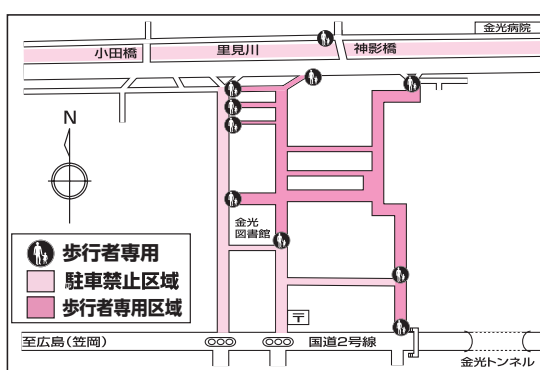 金光病院
小田橋
里見川
神影橋
N
金光
図書館
歩行者専用
駐車禁止区域
歩行者専用区域
〒
至広島(笠岡)
国道2号線
金光トンネル